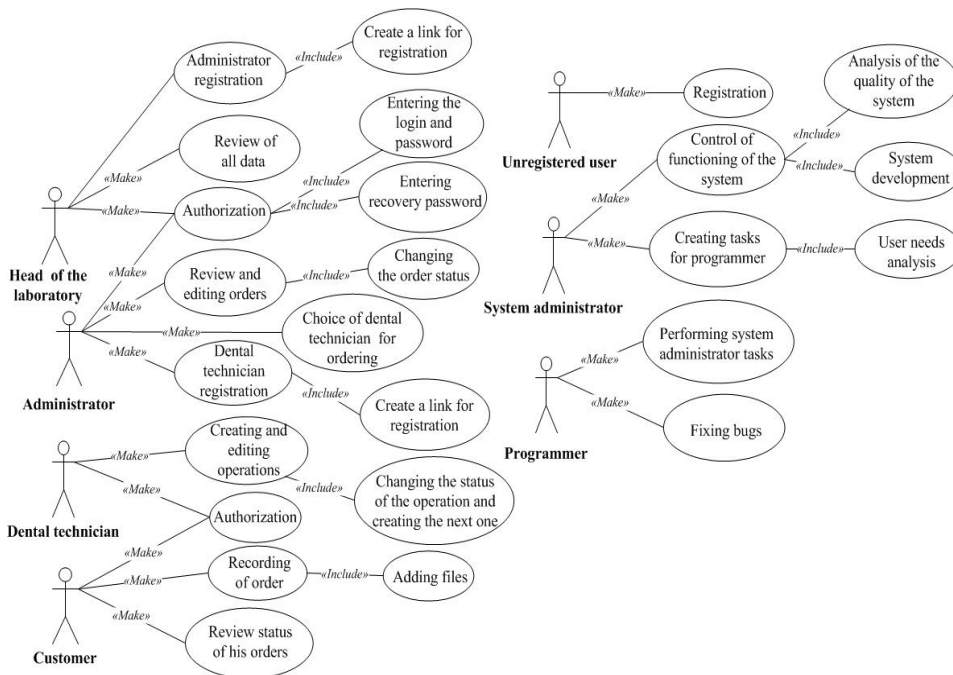 Create a link for
registration
«Include»
Administrator
registration
Entering the
login and
password
«Include»
Review of
all data
«Make»
Entering
recovery password
«Include»
Authorization
«Make»
Head of the
laboratory
«Make»
Changing
the order status
«Include»
Review and
editing orders
«Make»
Choice of dental
technician for
ordering
«Make»
Dental
technician
registration
«Make»
Administrator
«Include»
Create a link for
registration
Creating and
editing
operations
«Make»
«Include»
Changing the status
of the operation and
creating the next one
«Make»
Authorization
Dental technician
«Make»
Recording
of order
«Make»
«Include»
Adding files
«Make»
Review status
of his orders
Customer
Analysis of the
quality of the
system
«Make»
Registration
Unregistered user
Control of
functioning of the
system
«Include»
«Include»
System
development
«Make»
«Make»
Creating tasks
for programmer
«Include»
User needs
analysis
System administrator
Performing system
administrator tasks
«Make»
«Make»
Fixing bugs
Programmer